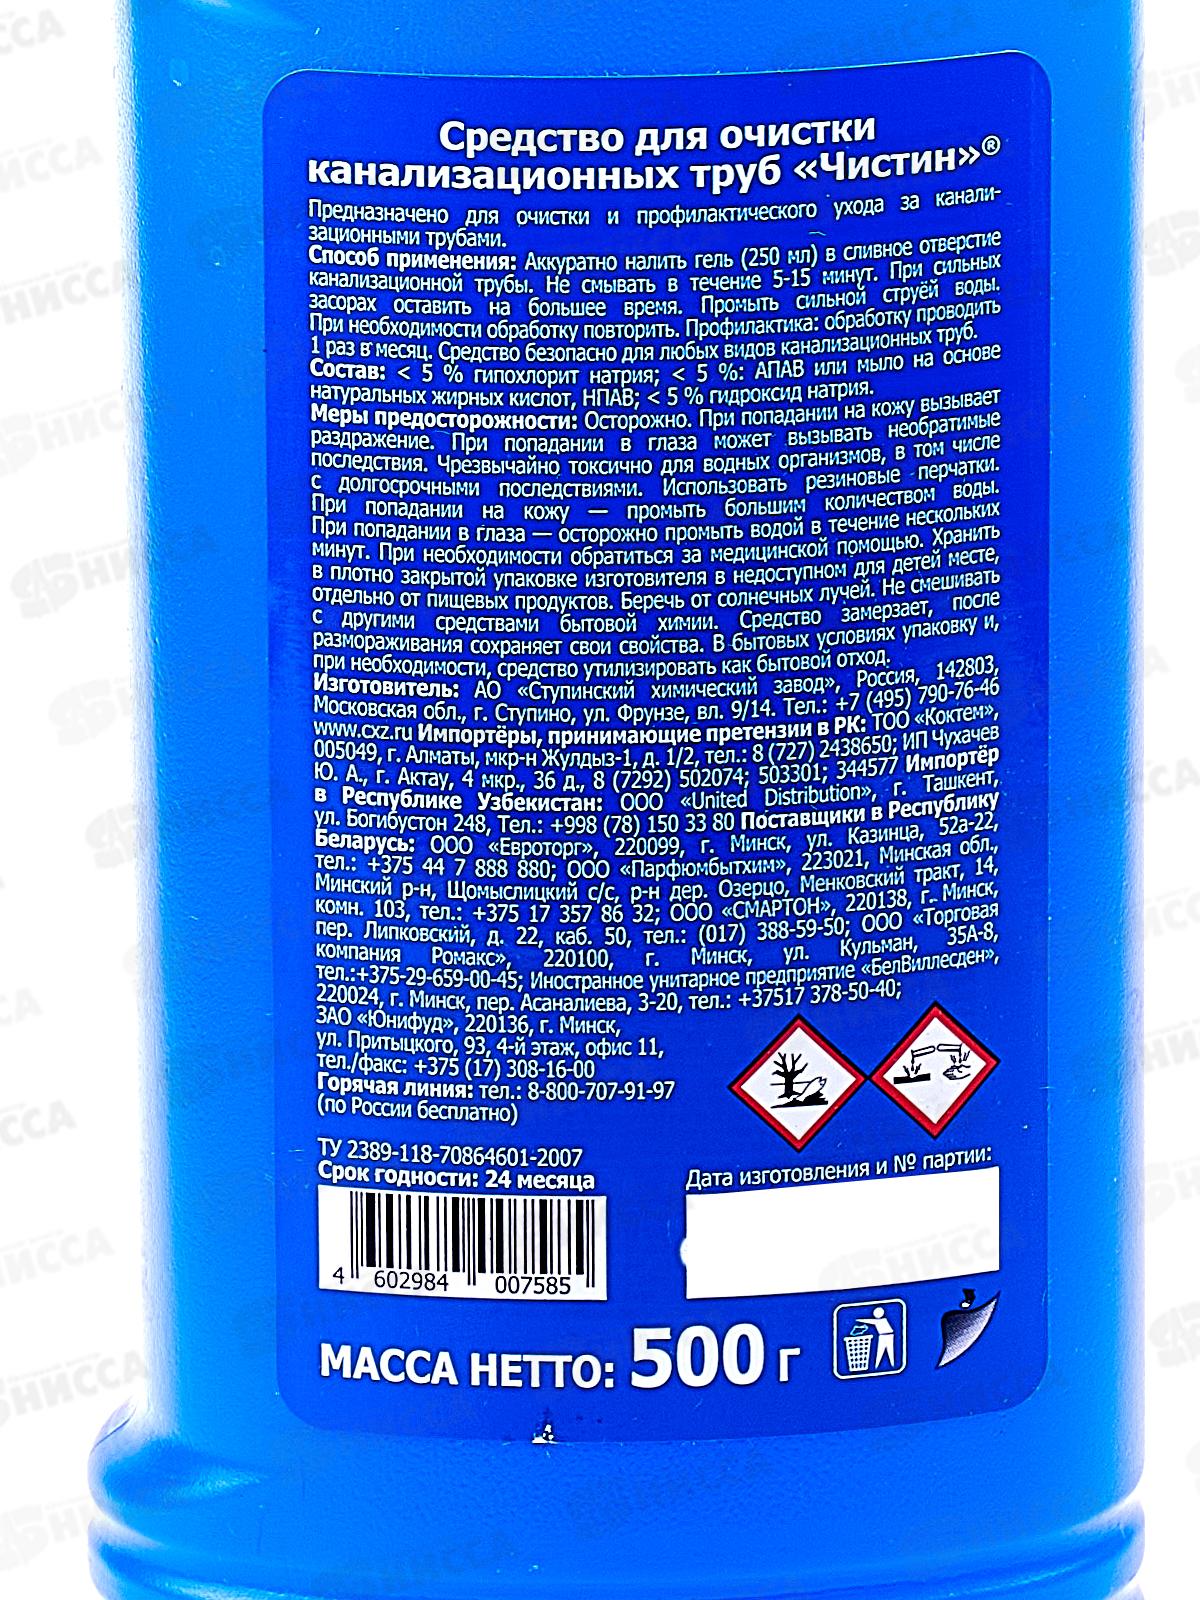 Средство для очистки
канализационных труб «Чистин»®
Предназначено для очистки и профилактического ухода за канали-
зационными трубами.
Способ применения: Аккуратно налить гель (250 мл) в сливное отверстие
канализационной трубы. Не смывать в течение 5-15 минут. При сильных
засорах оставить на большее время. Промыть сильной струёй воды.
При необходимости обработку повторить. Профилактика: обработку проводить
1 раз в месяц. Средство безопасно для любых видов канализационных труб.
Состав: < 5 % гипохлорит натрия; < 5 %: АПАВ или мыло на основе
натуральных жирных кислот, НПАВ; < 5 % гидроксид натрия.
Меры предосторожности: Осторожно. При попадании на кожу вызывает
раздражение. При попадании в глаза может вызывать необратимые
последствия. Чрезвычайно токсично для водных организмов, в том числе
с долгосрочными последствиями. Использовать резиновые перчатки.
При попадании на кожу — промыть большим количеством воды.
При попадании в глаза — осторожно промыть водой в течение нескольких
минут. При необходимости обратиться за медицинской помощью. Хранить
в плотно закрытой упаковке изготовителя в недоступном для детей месте,
отдельно от пищевых продуктов. Беречь от солнечных лучей. Не смешивать
с другими средствами бытовой химии. Средство замерзает, после
размораживания сохраняет свои свойства. В бытовых условиях упаковку и,
при необходимости, средство утилизировать как бытовой отход.
Изготовитель: АО «Ступинский химический завод», Россия, 142803,
Московская обл., г. Ступино, ул. Фрунзе, вл. 9/14. Тел.: +7 (495) 790-76-46
www.cxz.ru Импортёры, принимающие претензии в РК: ТОО «Коктем»,
005049, г. Алматы, мкр-н Жулдыз-1, д. 1/2, тел.: 8 (727) 2438650; ИП Чухачев
Ю. А., г. Актау, 4 мкр., 36 д., 8 (7292) 502074; 503301; 344577 Импортёр
в Республике Узбекистан: ООО «United Distribution», г. Ташкент,
ул. Богибустон 248, Тел.: +998 (78) 150 33 80 Поставщики в Республику
Беларусь: ООО «Евроторг», 220099, г. Минск, ул. Казинца, 52а-22,
тел.: +375 44 7 888 880; ООО «Парфюмбытхим», 223021, Минская обл.,
Минский р-н, Щомыслицкий с/с, р-н дер. Озерцо, Менковский тракт, 14,
комн. 103, тел.: +375 17 357 86 32; ООО «СМАРТОН», 220138, г. Минск,
пер. Липковский, д. 22, каб. 50, тел.: (017) 388-59-50; ООО «Торговая
компания Ромакс», 220100, г. Минск, ул. Кульман, 35А-8,
тел.:+375-29-659-00-45; Иностранное унитарное предприятие «БелВиллесден»,
220024, г. Минск, пер. Асаналиева, 3-20, тел.: +37517 378-50-40;
ЗАО «Юнифуд», 220136, г. Минск,
ул. Притыцкого, 93, 4-й этаж, офис 11,
тел./факс: +375 (17) 308-16-00
Горячая линия: тел.: 8-800-707-91-97
(по России бесплатно)
ТУ 2389-118-70864601-2007
Срок годности: 24 месяца
Дата изготовления и № партии:
4 602984 007585
МАССА НЕТТО: 500 г